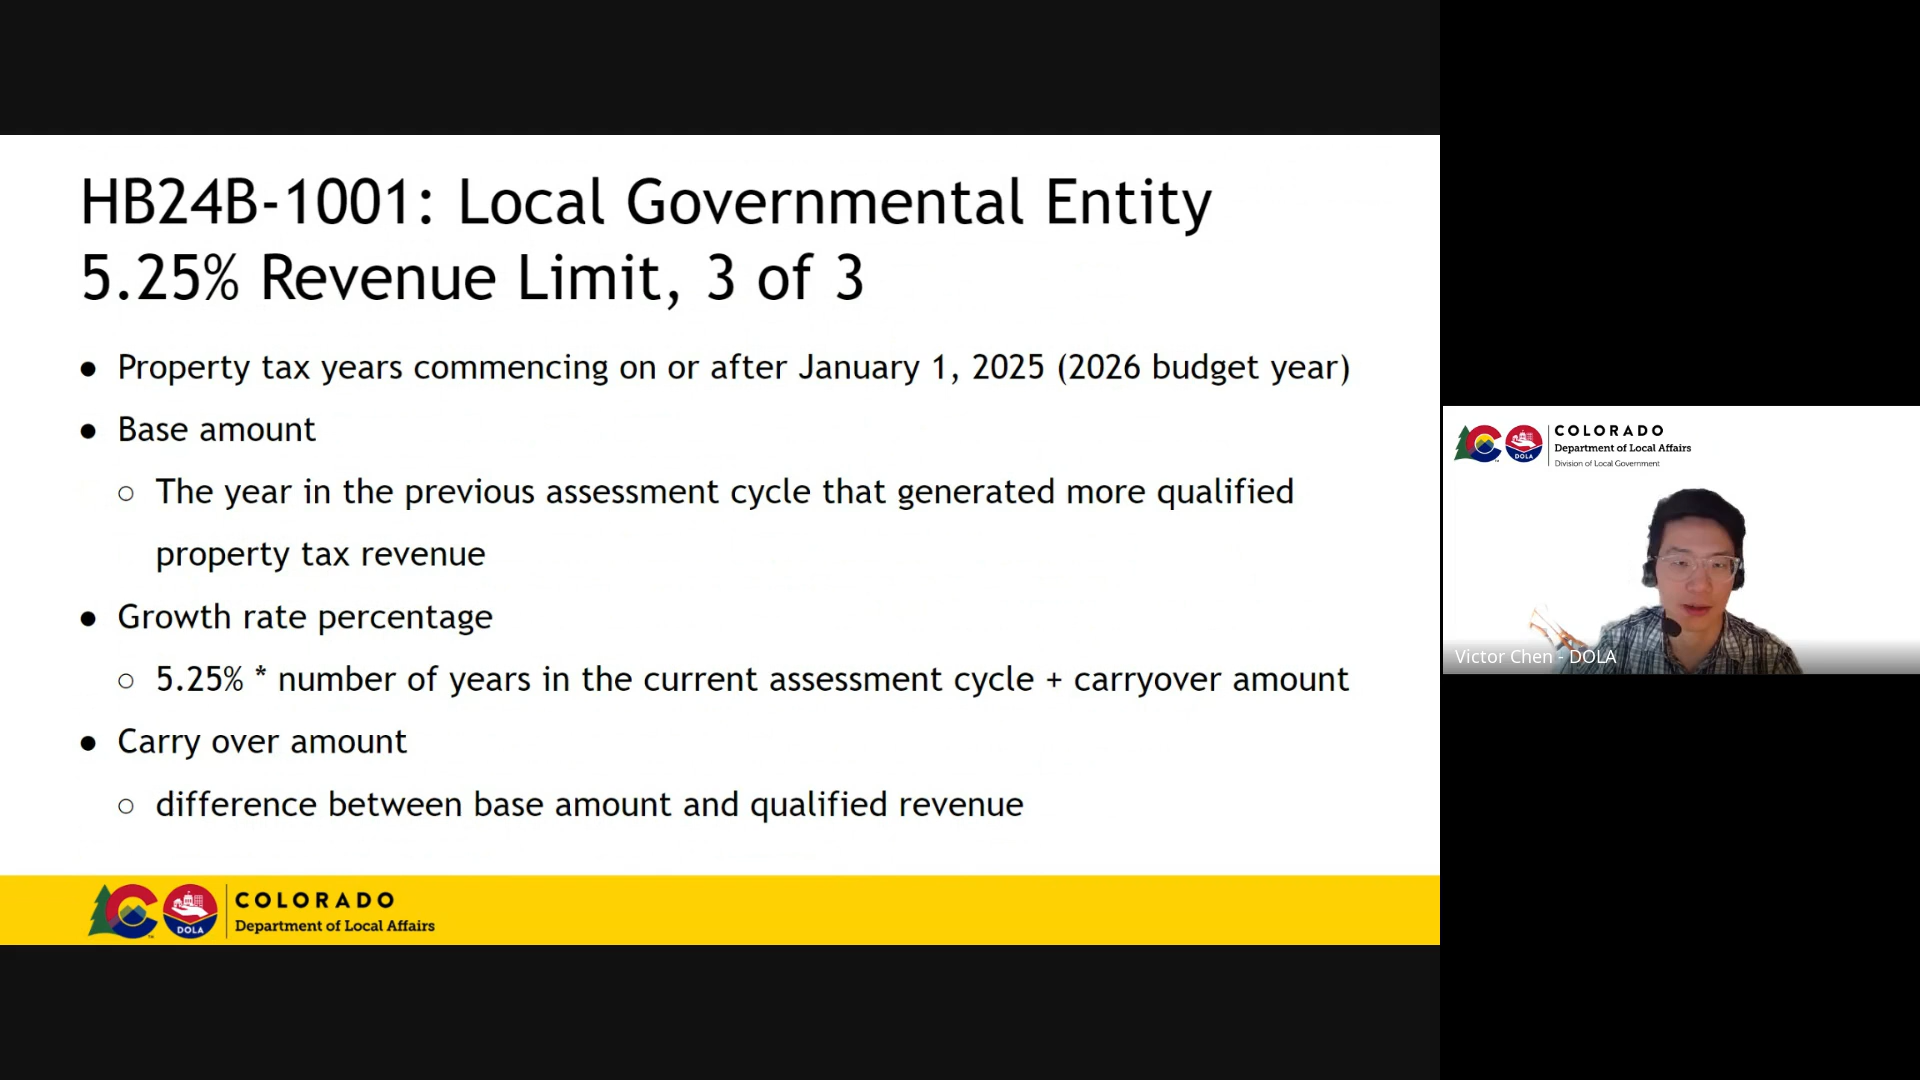 HB24B-1001: Local Governmental Entity
5.25% Revenue Limit, 3 of 3
● Property tax years commencing on or after January 1, 2025 (2026 budget year)
● Base amount
○ The year in the previous assessment cycle that generated more qualified
property tax revenue
● Growth rate percentage
○ 5.25% * number of years in the current assessment cycle + carryover amount
● Carry over amount
○ difference between base amount and qualified revenue
DOLA
COLORADO
Department of Local Affairs
DOLA
COLORADO
Department of Local Affairs
Division of Local Government
Victor Chen - DOLA